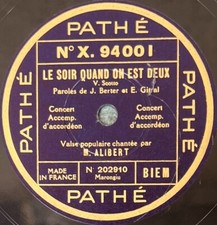 PATHÉ
PATHÉ
PATHÉ
N° X. 94001
LE SOIR QUAND ON EST DEUX
V. Scotto
Paroles de J. Berter et E. Gitral
Concert
Accomp.
d'accordéon
Concert
Accomp.
d'accordéon
Valse populaire chantée par
M. ALIBERT
MADE
IN FRANCE
N 202910
Marengiu
BIEM
PATHÉ